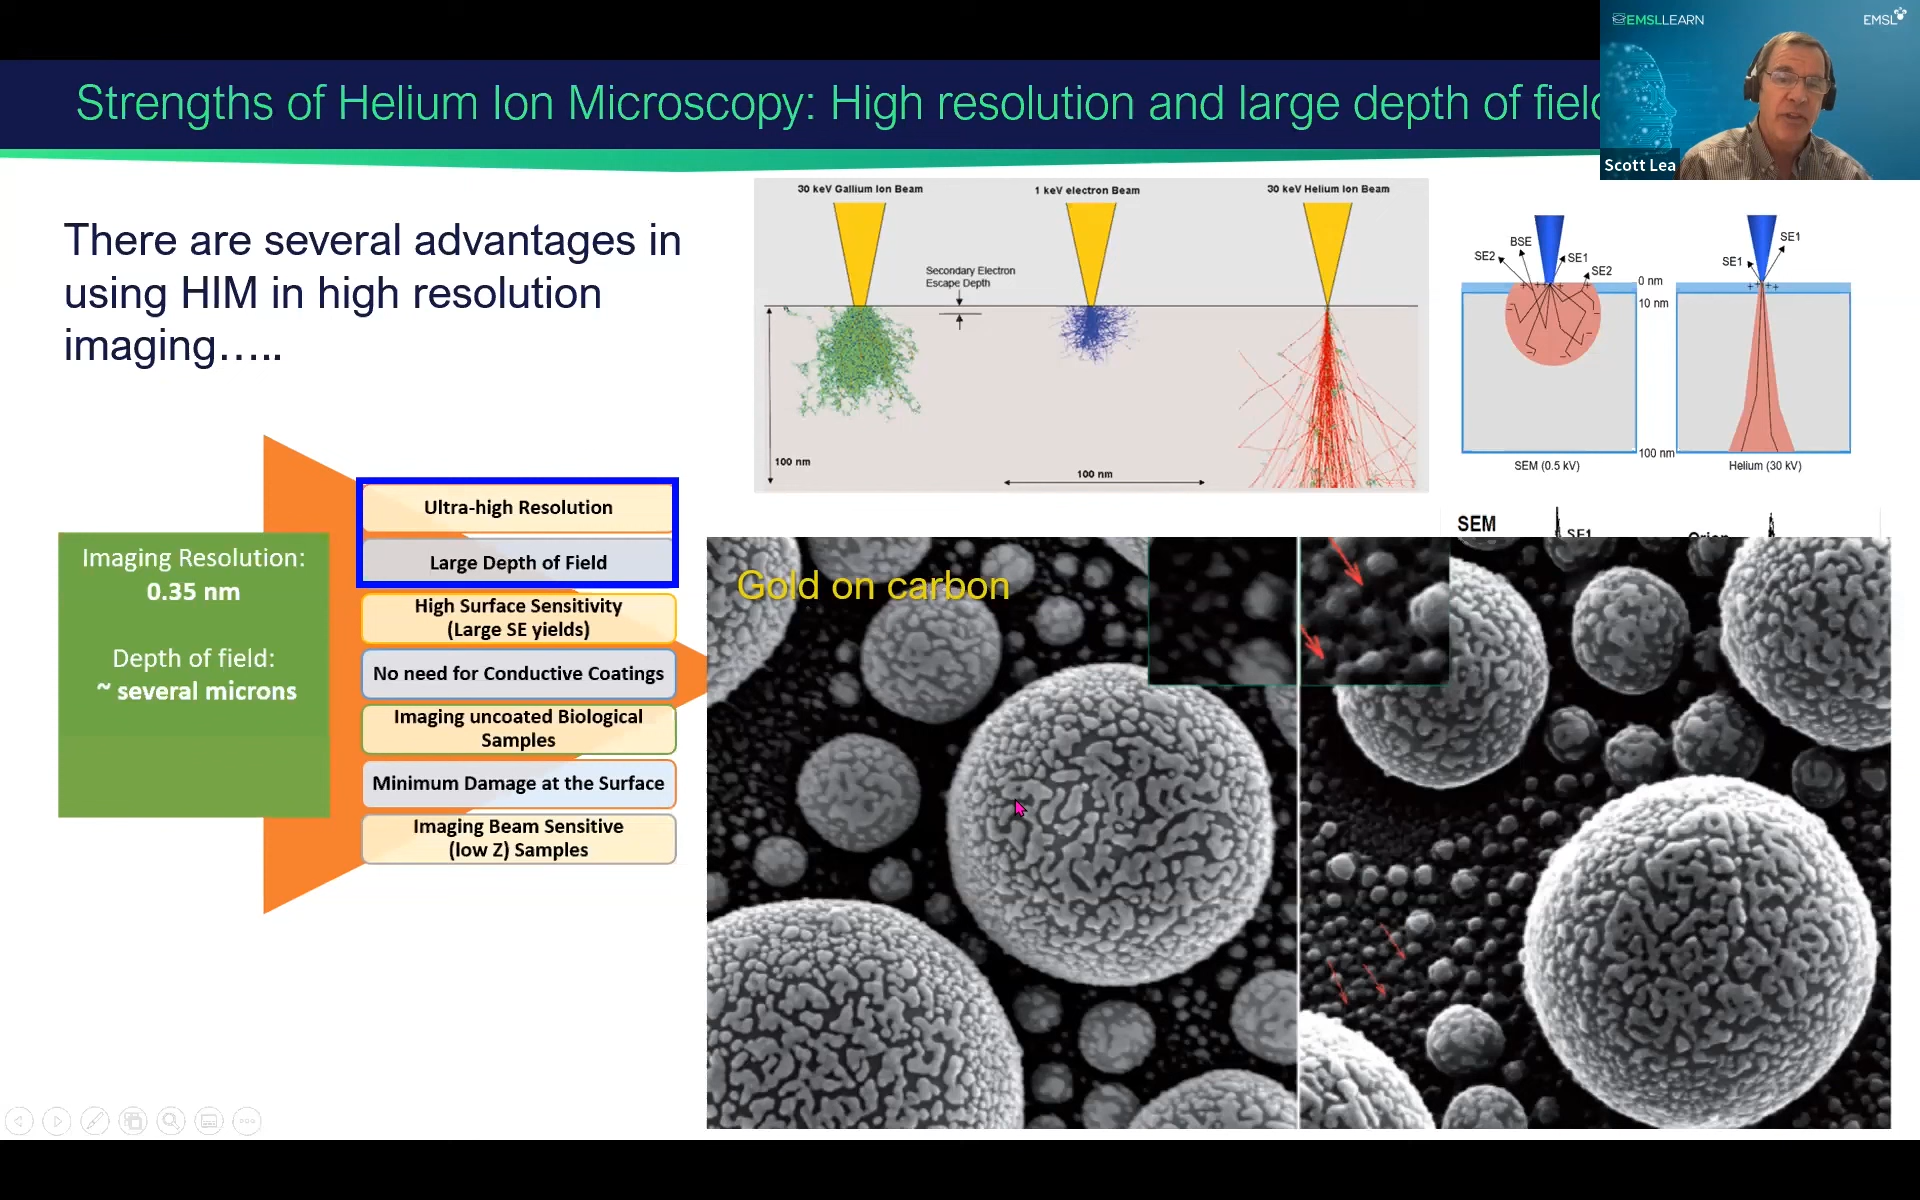 EMSLLEARN
EMSL
Scott Lea
Strengths of Helium Ion Microscopy: High resolution and large depth of field
There are several advantages in
using HIM in high resolution
imaging…..
Imaging Resolution:
0.35 nm
Depth of field:
~ several microns
Ultra-high Resolution
Large Depth of Field
High Surface Sensitivity
(Large SE yields)
No need for Conductive Coatings
Imaging uncoated Biological
Samples
Minimum Damage at the Surface
Imaging Beam Sensitive
(low Z) Samples
30 keV Gallium Ion Beam
1 keV electron Beam
30 keV Helium Ion Beam
Secondary Electron
Escape Depth
100 nm
100 nm
SE2
BSE
SE1
SE2
SE1
SE1
0 nm
10 nm
100 nm
SEM (0.5 kV)
Helium (30 kV)
SEM
SE1
Orion
Gold on carbon